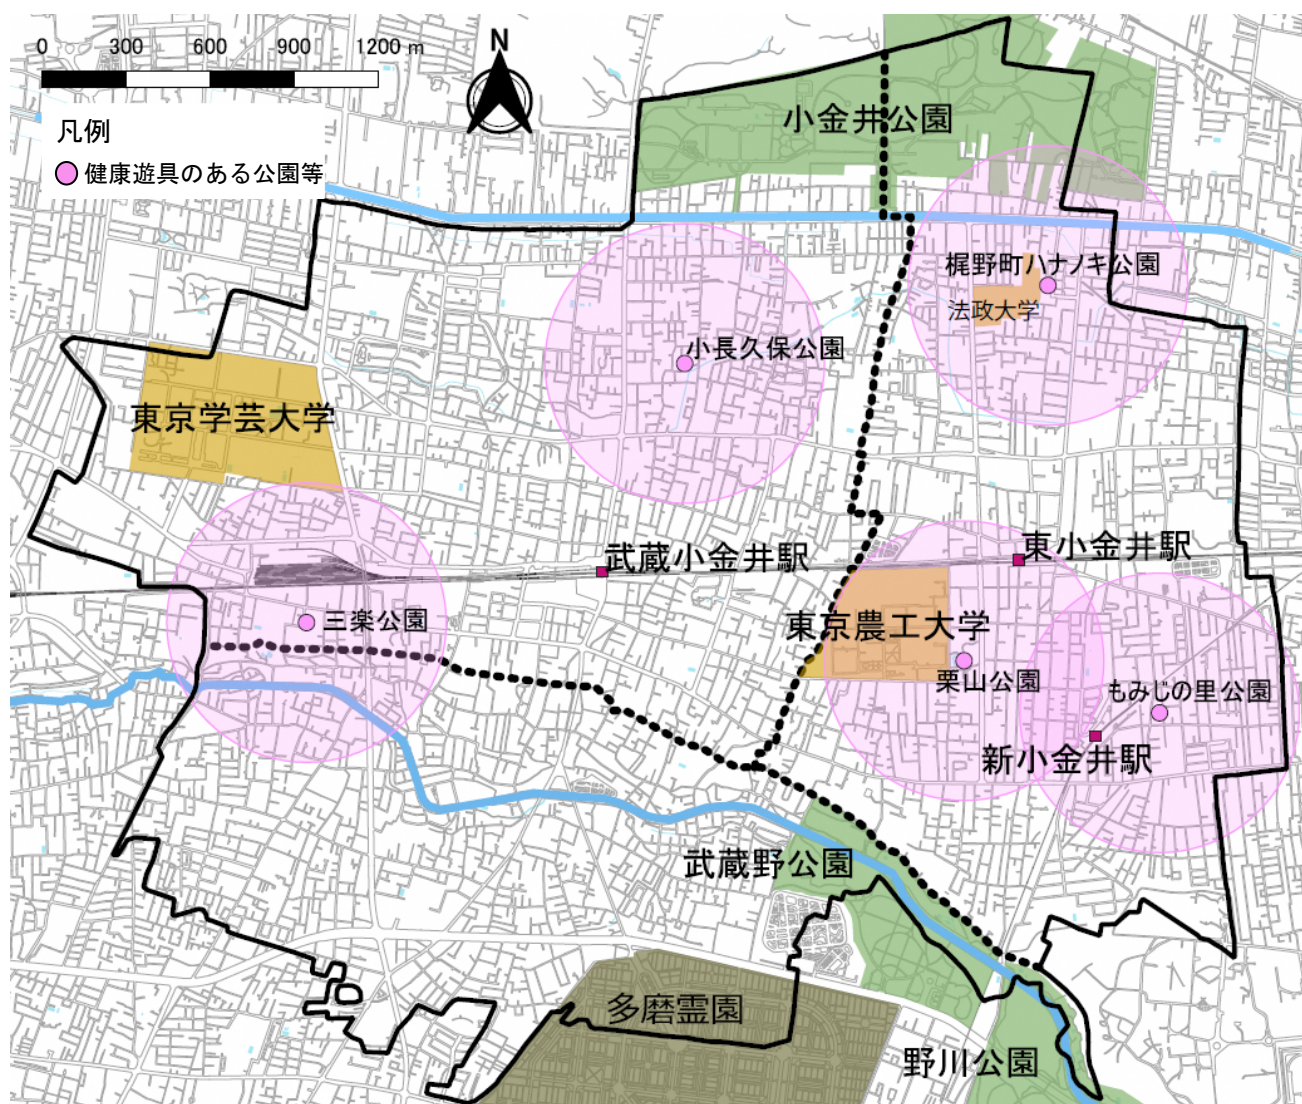 0 300 600 900 1200 m
N
凡例
健康遊具のある公園等
小金井公園
梶野町ハナノキ公園
法政大学
小長久保公園
東京学芸大学
武蔵小金井駅
東小金井駅
三楽公園
東京農工大学
栗山公園
もみじの里公園
新小金井駅
武蔵野公園
多磨霊園
野川公園